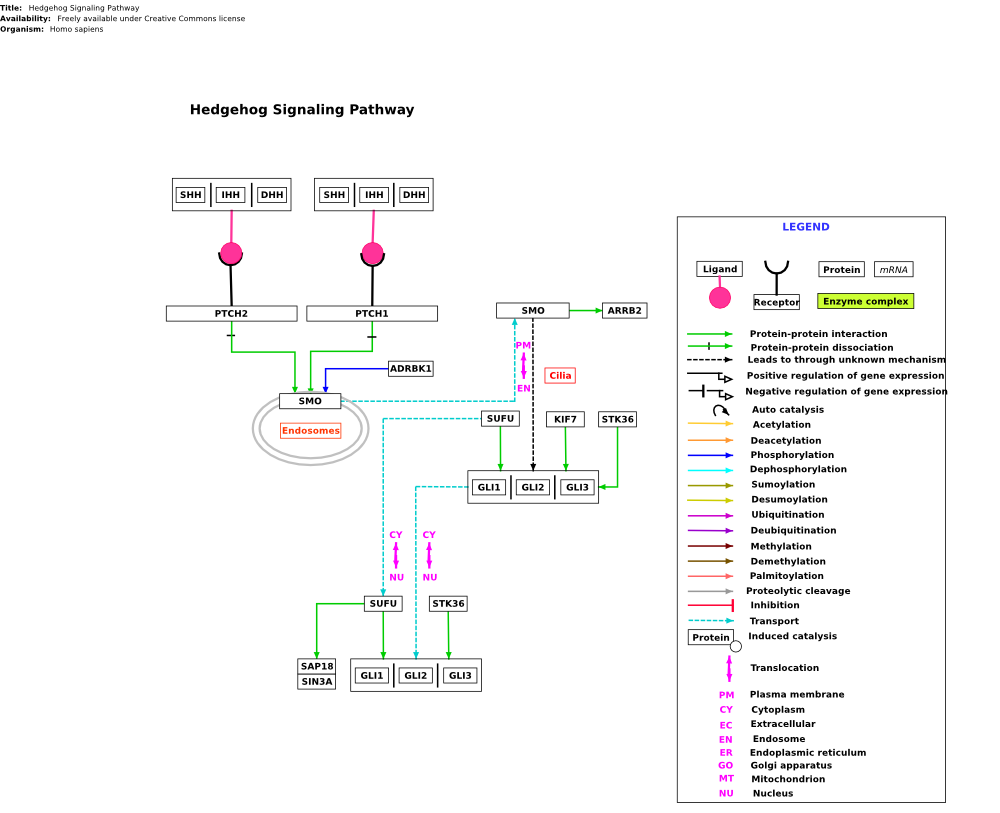 Title: Hedgehog Signaling Pathway
Availability: Freely available under Creative Commons license
Organism: Homo sapiens
Hedgehog Signaling Pathway
SHH IHH DHH SHH IHH DHH
PTCH2 PTCH1
SMO ARRB2
PM
EN
Cilia
ADRBK1
SMO
Endosomes
SUFU KIF7 STK36
GLI1 GLI2 GLI3
CY CY
NU NU
SUFU STK36
SAP18
SIN3A
GLI1 GLI2 GLI3
LEGEND
Ligand Protein mRNA
Receptor Enzyme complex
Protein-protein interaction
Protein-protein dissociation
Leads to through unknown mechanism
Positive regulation of gene expression
Negative regulation of gene expression
Auto catalysis
Acetylation
Deacetylation
Phosphorylation
Dephosphorylation
Sumoylation
Desumoylation
Ubiquitination
Deubiquitination
Methylation
Demethylation
Palmitoylation
Proteolytic cleavage
Inhibition
Transport
Protein Induced catalysis
Translocation
PM Plasma membrane
CY Cytoplasm
EC Extracellular
EN Endosome
ER Endoplasmic reticulum
GO Golgi apparatus
MT Mitochondrion
NU Nucleus